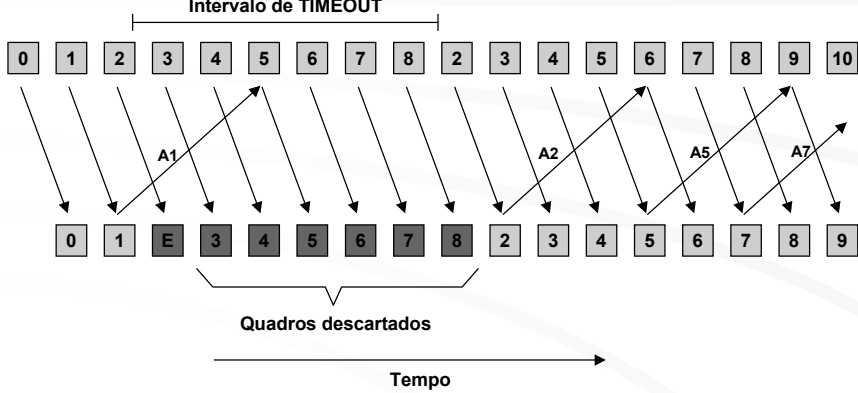 Intervalo de TIMEOUT
0 1 2 3 4 5 6 7 8 2 3 4 5 6 7 8 9 10
A1 A2 A5 A7
0 1 E 3 4 5 6 7 8 2 3 4 5 6 7 8 9
Quadros descartados
Tempo